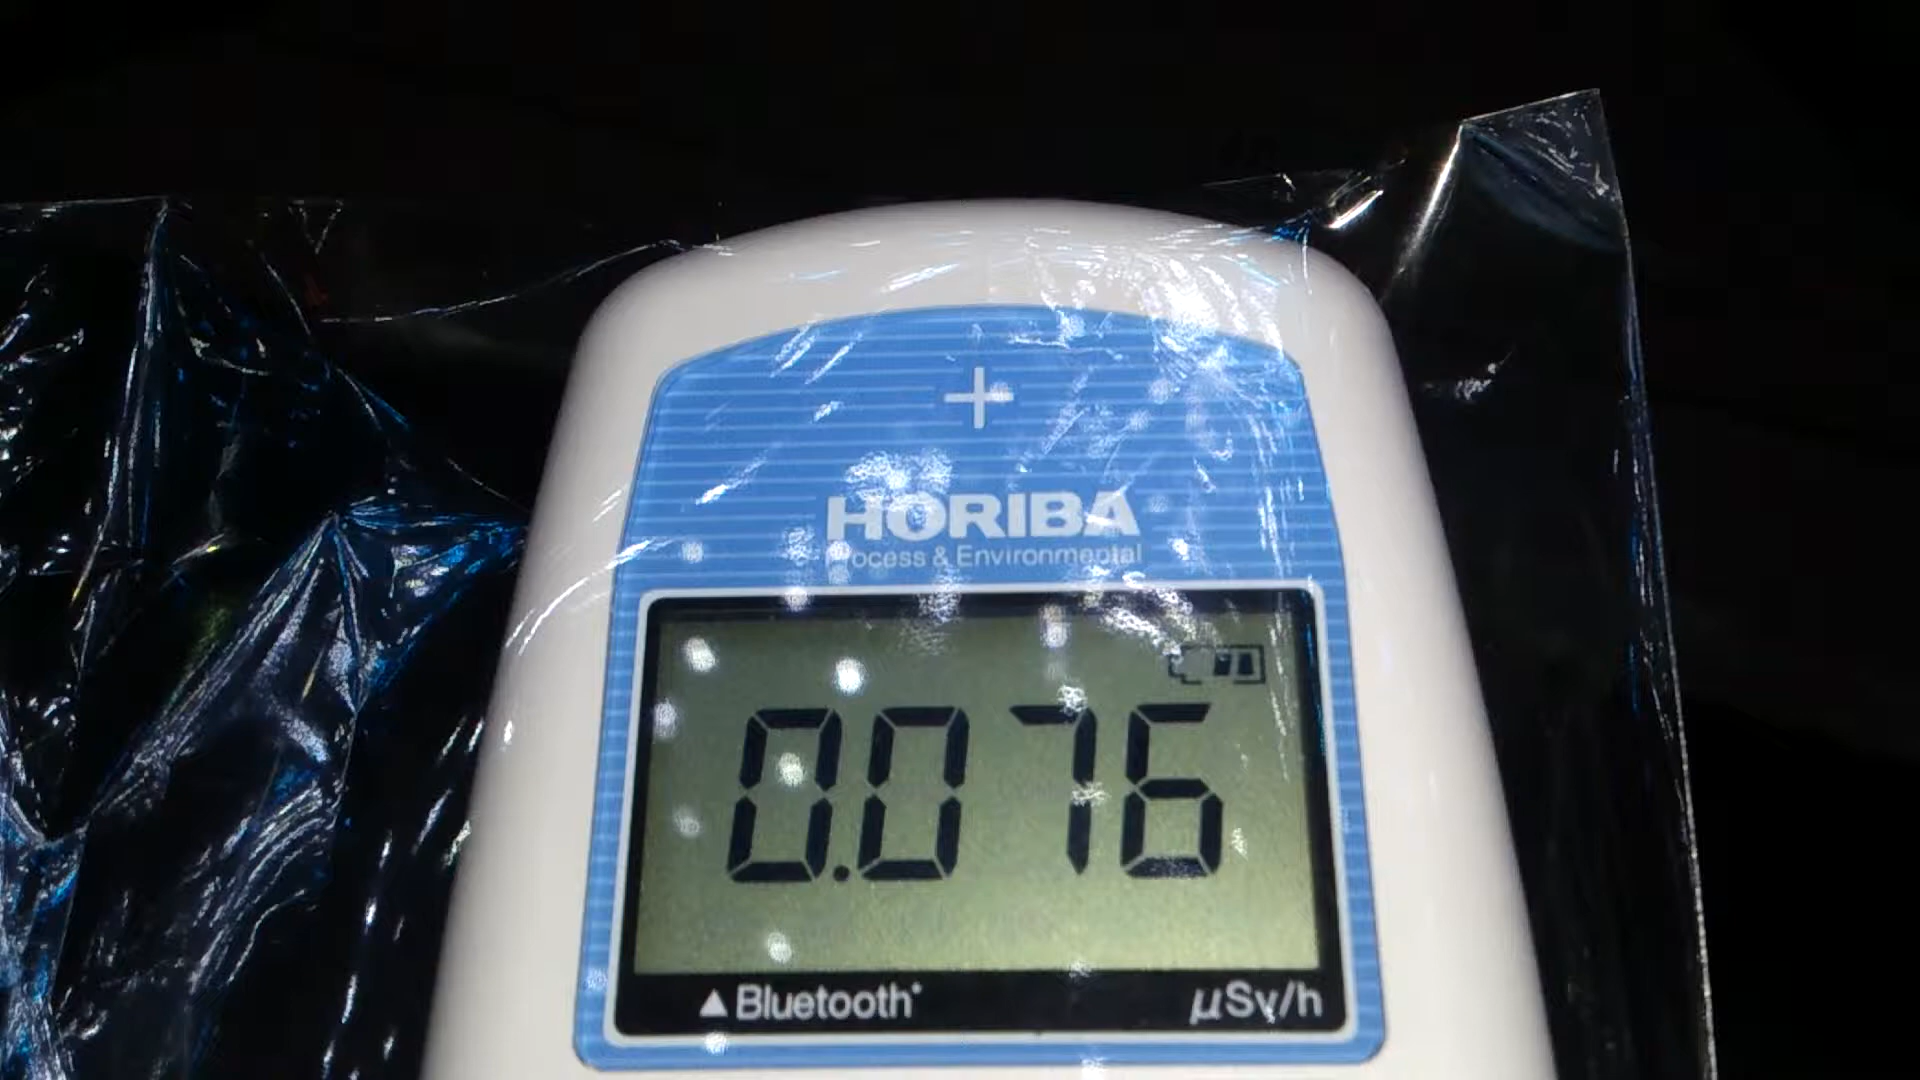 +
HORIBA
Process & Environmental
0.076
▲Bluetooth®
µSv/h